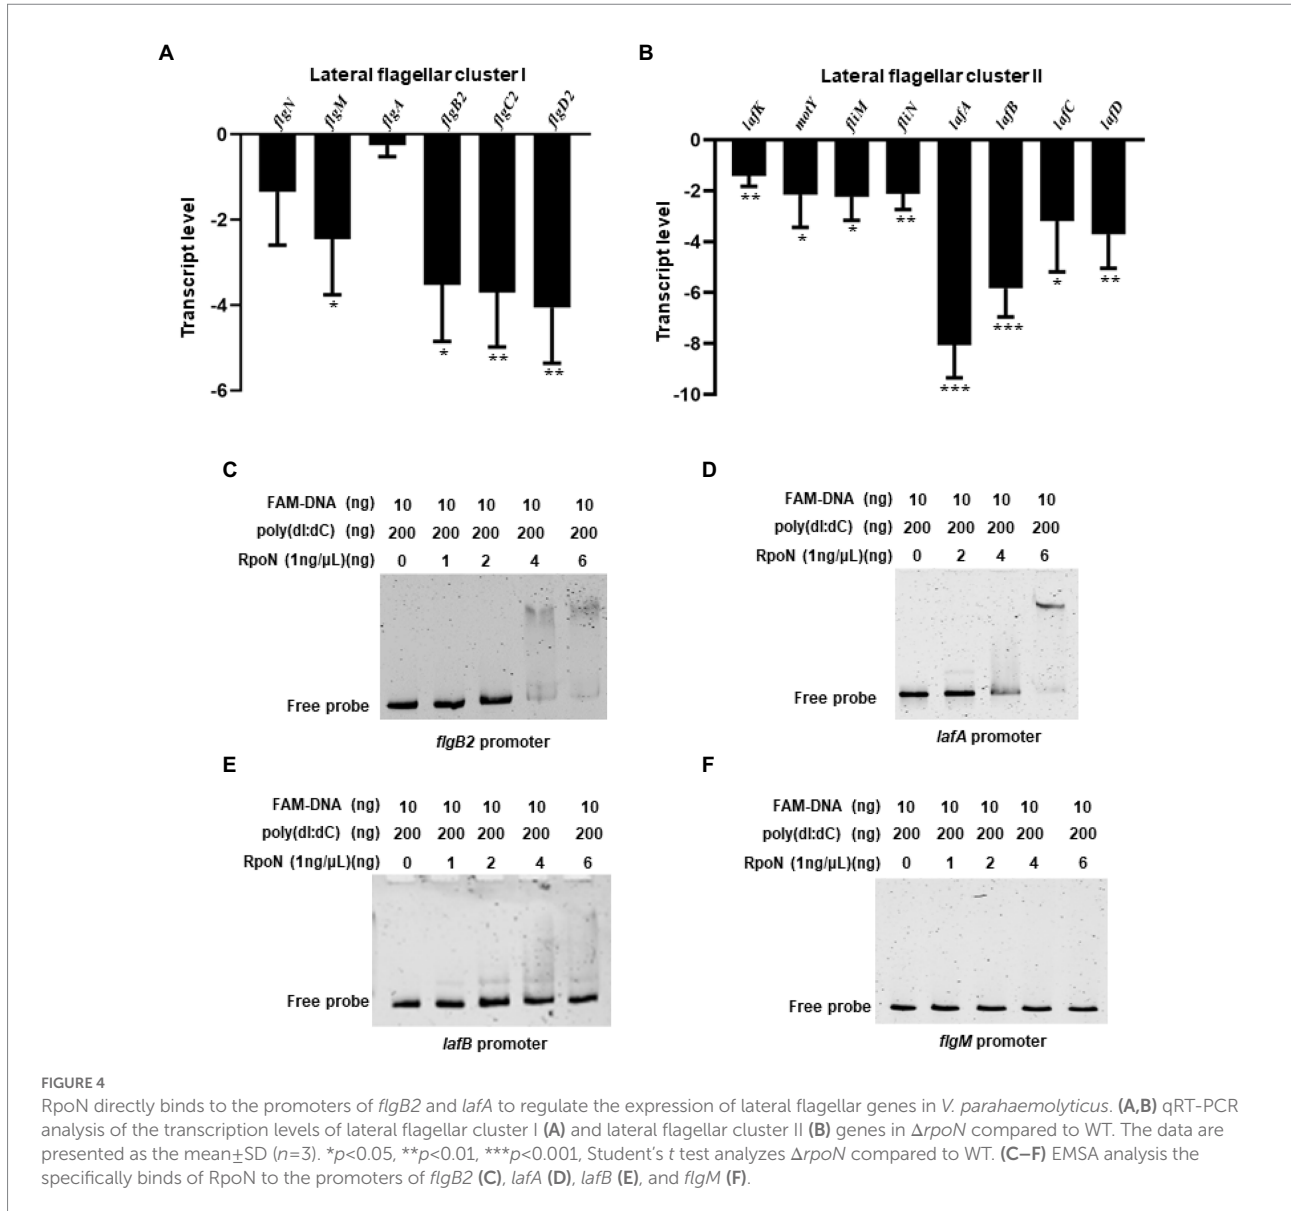 A
Lateral flagellar cluster I
flgN flgM flgA flgB2 flgC2 flgD2
Transcript level
0
-2
-4
-6
* * ** **
B
Lateral flagellar cluster II
lafK motY fliM fliN lafA lafB lafC lafD
Transcript level
0
-2
-4
-6
-8
-10
** * * ** *** *** * **
C
FAM-DNA (ng) 10 10 10 10 10
poly(dI:dC) (ng) 200 200 200 200 200
RpoN (1ng/µL)(ng) 0 1 2 4 6
Free probe
flgB2 promoter
D
FAM-DNA (ng) 10 10 10 10
poly(dI:dC) (ng) 200 200 200 200
RpoN (1ng/µL)(ng) 0 2 4 6
Free probe
lafA promoter
E
FAM-DNA (ng) 10 10 10 10 10
poly(dI:dC) (ng) 200 200 200 200 200
RpoN (1ng/µL)(ng) 0 1 2 4 6
Free probe
lafB promoter
F
FAM-DNA (ng) 10 10 10 10 10
poly(dI:dC) (ng) 200 200 200 200 200
RpoN (1ng/µL)(ng) 0 1 2 4 6
Free probe
flgM promoter
FIGURE 4
RpoN directly binds to the promoters of flgB2 and lafA to regulate the expression of lateral flagellar genes in V. parahaemolyticus. (A,B) qRT-PCR
analysis of the transcription levels of lateral flagellar cluster I (A) and lateral flagellar cluster II (B) genes in ΔrpoN compared to WT. The data are
presented as the mean±SD (n=3). *p<0.05, **p<0.01, ***p<0.001, Student's t test analyzes ΔrpoN compared to WT. (C–F) EMSA analysis the
specifically binds of RpoN to the promoters of flgB2 (C), lafA (D), lafB (E), and flgM (F).